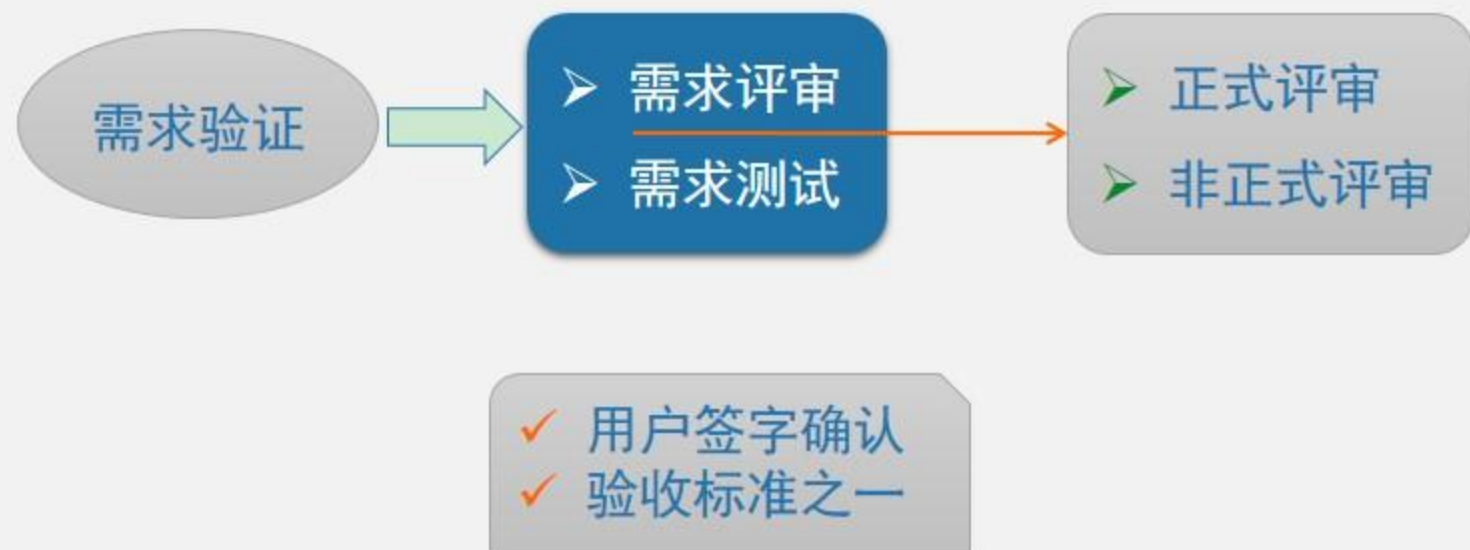 需求验证
需求评审
需求测试
正式评审
非正式评审
用户签字确认
验收标准之一